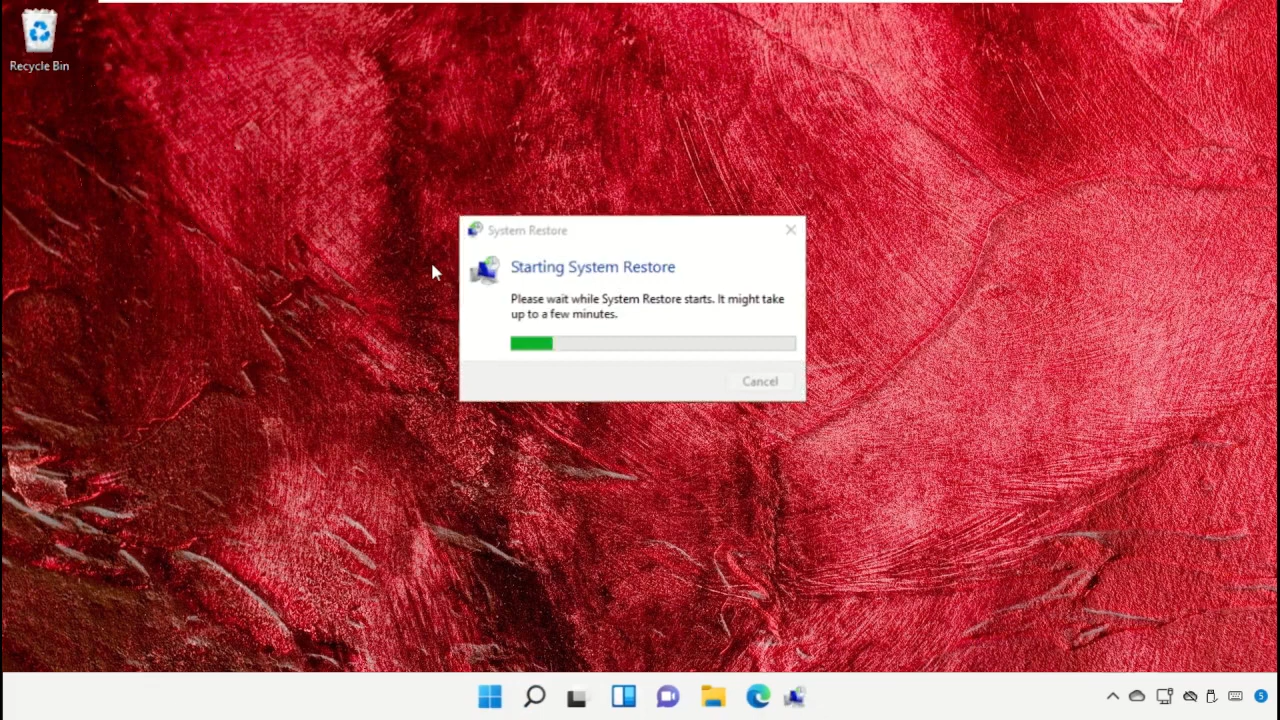 Recycle Bin
System Restore
Starting System Restore
Please wait while System Restore starts. It might take
up to a few minutes.
Cancel
5